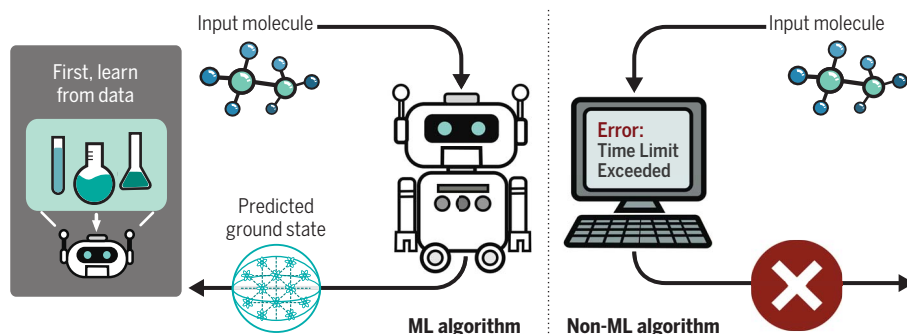 First, learn
from data
Input molecule
Predicted
ground state
ML algorithm
Input molecule
Error:
Time Limit
Exceeded
Non-ML algorithm